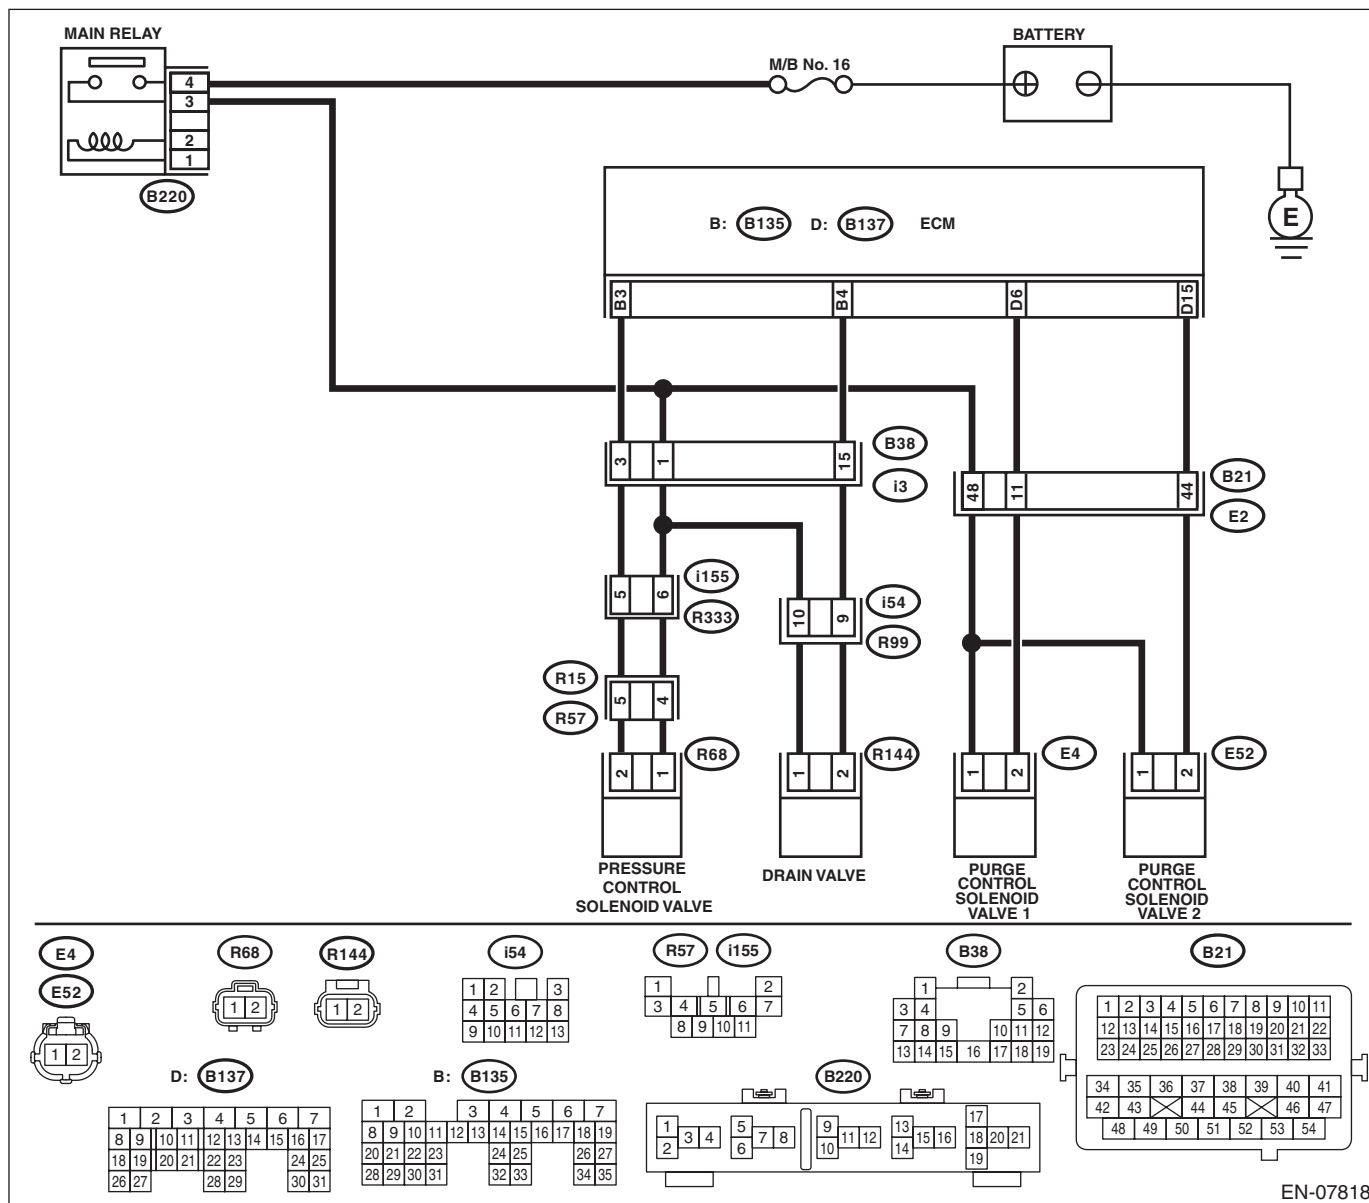 MAIN RELAY
BATTERY
M/B No. 16
4
3
2
1
B220
E
B: B135 D: B137 ECM
B3 B4 D6 D15
3 1 15
B38
i3
48 11 44
B21
E2
5 6
i155
R333
10 9
i54
R99
R15
5 4
R57
2 1
R68
1 2
R144
1 2
E4
1 2
E52
PRESSURE
CONTROL
SOLENOID VALVE
DRAIN VALVE
PURGE
CONTROL
SOLENOID
VALVE 1
PURGE
CONTROL
SOLENOID
VALVE 2
E4
E52
1 2
R68
1 2
R144
1 2
i54
1 2 3
4 5 6 7 8
9 10 11 12 13
R57 i155
1 2
3 4 5 6 7
8 9 10 11
B38
1 2
3 4 5 6
7 8 9 10 11 12
13 14 15 16 17 18 19
B21
1 2 3 4 5 6 7 8 9 10 11
12 13 14 15 16 17 18 19 20 21 22
23 24 25 26 27 28 29 30 31 32 33
34 35 36 37 38 39 40 41
42 43 44 45 46 47
48 49 50 51 52 53 54
D: B137
1 2 3 4 5 6 7
8 9 10 11 12 13 14 15 16 17
18 19 20 21 22 23 24 25
26 27 28 29 30 31
B: B135
1 2 3 4 5 6 7
8 9 10 11 12 13 14 15 16 17 18 19
20 21 22 23 24 25 26 27
28 29 30 31 32 33 34 35
B220
1 2 3 4
5 6 7 8
9 10 11 12
13 14 15 16
17 18 19 20 21
EN-07818